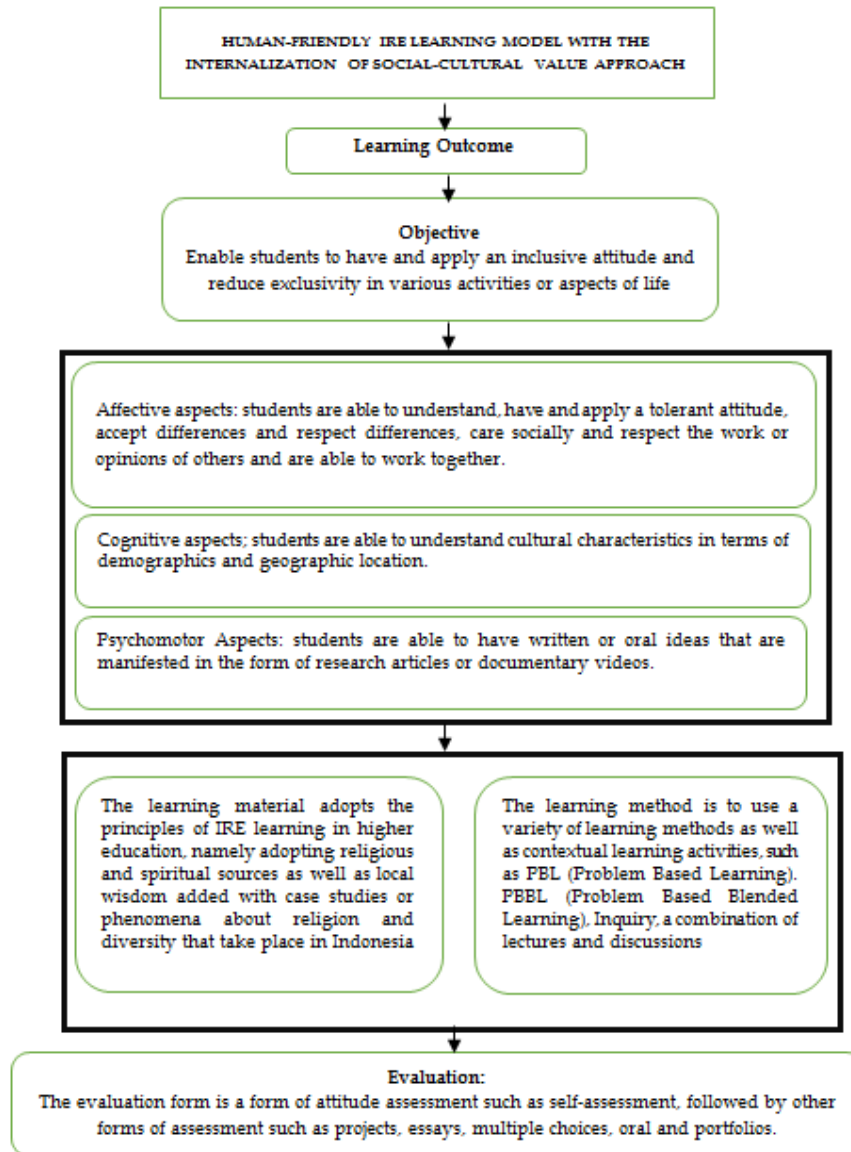 HUMAN-FRIENDLY IRE LEARNING MODEL WITH THE
INTERNALIZATION OF SOCIAL-CULTURAL VALUE APPROACH
Learning Outcome
Objective
Enable students to have and apply an inclusive attitude and
reduce exclusivity in various activities or aspects of life
Affective aspects: students are able to understand, have and apply a tolerant attitude,
accept differences and respect differences, care socially and respect the work or
opinions of others and are able to work together.
Cognitive aspects; students are able to understand cultural characteristics in terms of
demographics and geographic location.
Psychomotor Aspects: students are able to have written or oral ideas that are
manifested in the form of research articles or documentary videos.
The learning material adopts the
principles of IRE learning in higher
education, namely adopting religious
and spiritual sources as well as local
wisdom added with case studies or
phenomena about religion and
diversity that take place in Indonesia
The learning method is to use a
variety of learning methods as well
as contextual learning activities, such
as PBL (Problem Based Learning).
PBBL (Problem Based Blended
Learning), Inquiry, a combination of
lectures and discussions
Evaluation:
The evaluation form is a form of attitude assessment such as self-assessment, followed by other
forms of assessment such as projects, essays, multiple choices, oral and portfolios.